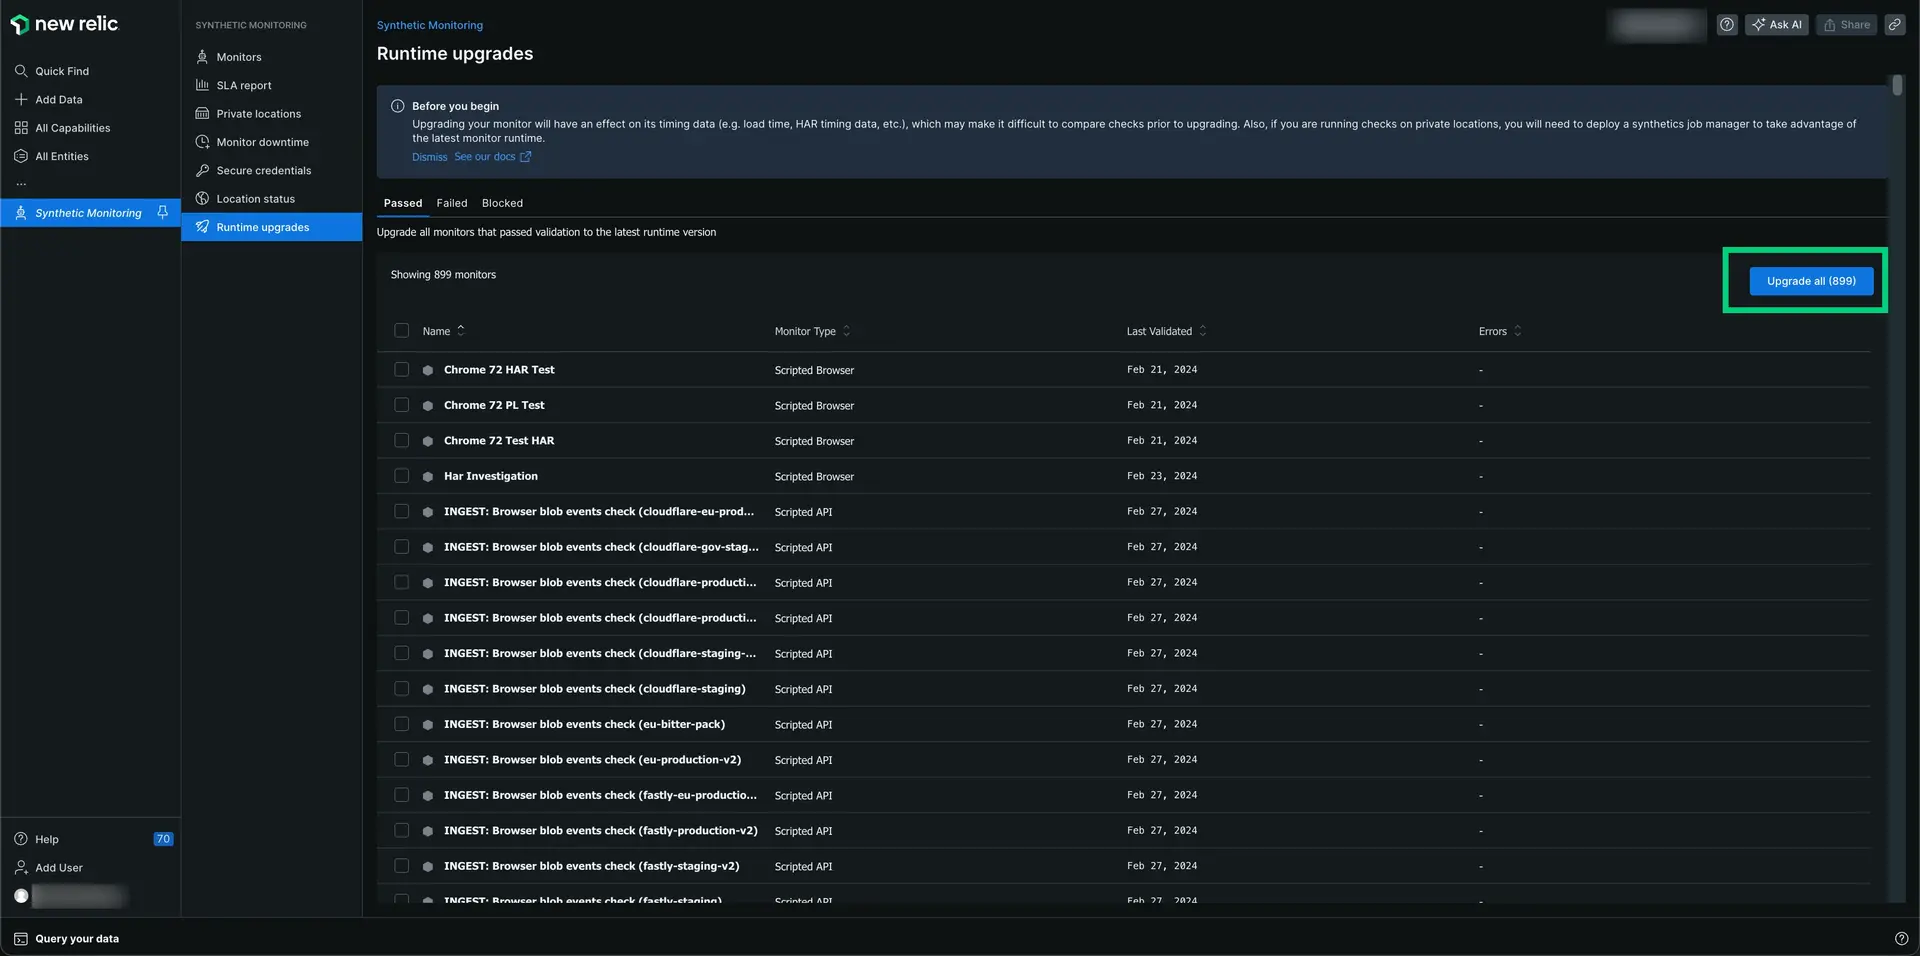 new relic
Quick Find
Add Data
All Capabilities
All Entities
...
Synthetic Monitoring
Help
70
Add User
Query your data
SYNTHETIC MONITORING
Monitors
SLA report
Private locations
Monitor downtime
Secure credentials
Location status
Runtime upgrades
Synthetic Monitoring
Runtime upgrades
Ask AI
Share
Before you begin
Upgrading your monitor will have an effect on its timing data (e.g. load time, HAR timing data, etc.), which may make it difficult to compare checks prior to upgrading. Also, if you are running checks on private locations, you will need to deploy a synthetics job manager to take advantage of
the latest monitor runtime.
Dismiss See our docs
Passed Failed Blocked
Upgrade all monitors that passed validation to the latest runtime version
Showing 899 monitors
Upgrade all (899)
Name Monitor Type Last Validated Errors
Chrome 72 HAR Test Scripted Browser Feb 21, 2024 -
Chrome 72 PL Test Scripted Browser Feb 21, 2024 -
Chrome 72 Test HAR Scripted Browser Feb 21, 2024 -
Har Investigation Scripted Browser Feb 23, 2024 -
INGEST: Browser blob events check (cloudflare-eu-prod... Scripted API Feb 27, 2024 -
INGEST: Browser blob events check (cloudflare-gov-stag... Scripted API Feb 27, 2024 -
INGEST: Browser blob events check (cloudflare-producti... Scripted API Feb 27, 2024 -
INGEST: Browser blob events check (cloudflare-producti... Scripted API Feb 27, 2024 -
INGEST: Browser blob events check (cloudflare-staging-... Scripted API Feb 27, 2024 -
INGEST: Browser blob events check (cloudflare-staging) Scripted API Feb 27, 2024 -
INGEST: Browser blob events check (eu-bitter-pack) Scripted API Feb 27, 2024 -
INGEST: Browser blob events check (eu-production-v2) Scripted API Feb 27, 2024 -
INGEST: Browser blob events check (fastly-eu-productio... Scripted API Feb 27, 2024 -
INGEST: Browser blob events check (fastly-production-v2) Scripted API Feb 27, 2024 -
INGEST: Browser blob events check (fastly-staging-v2) Scripted API Feb 27, 2024 -
INGEST: Browser blob events check (fastly-staging) Scripted API Feb 27, 2024 -